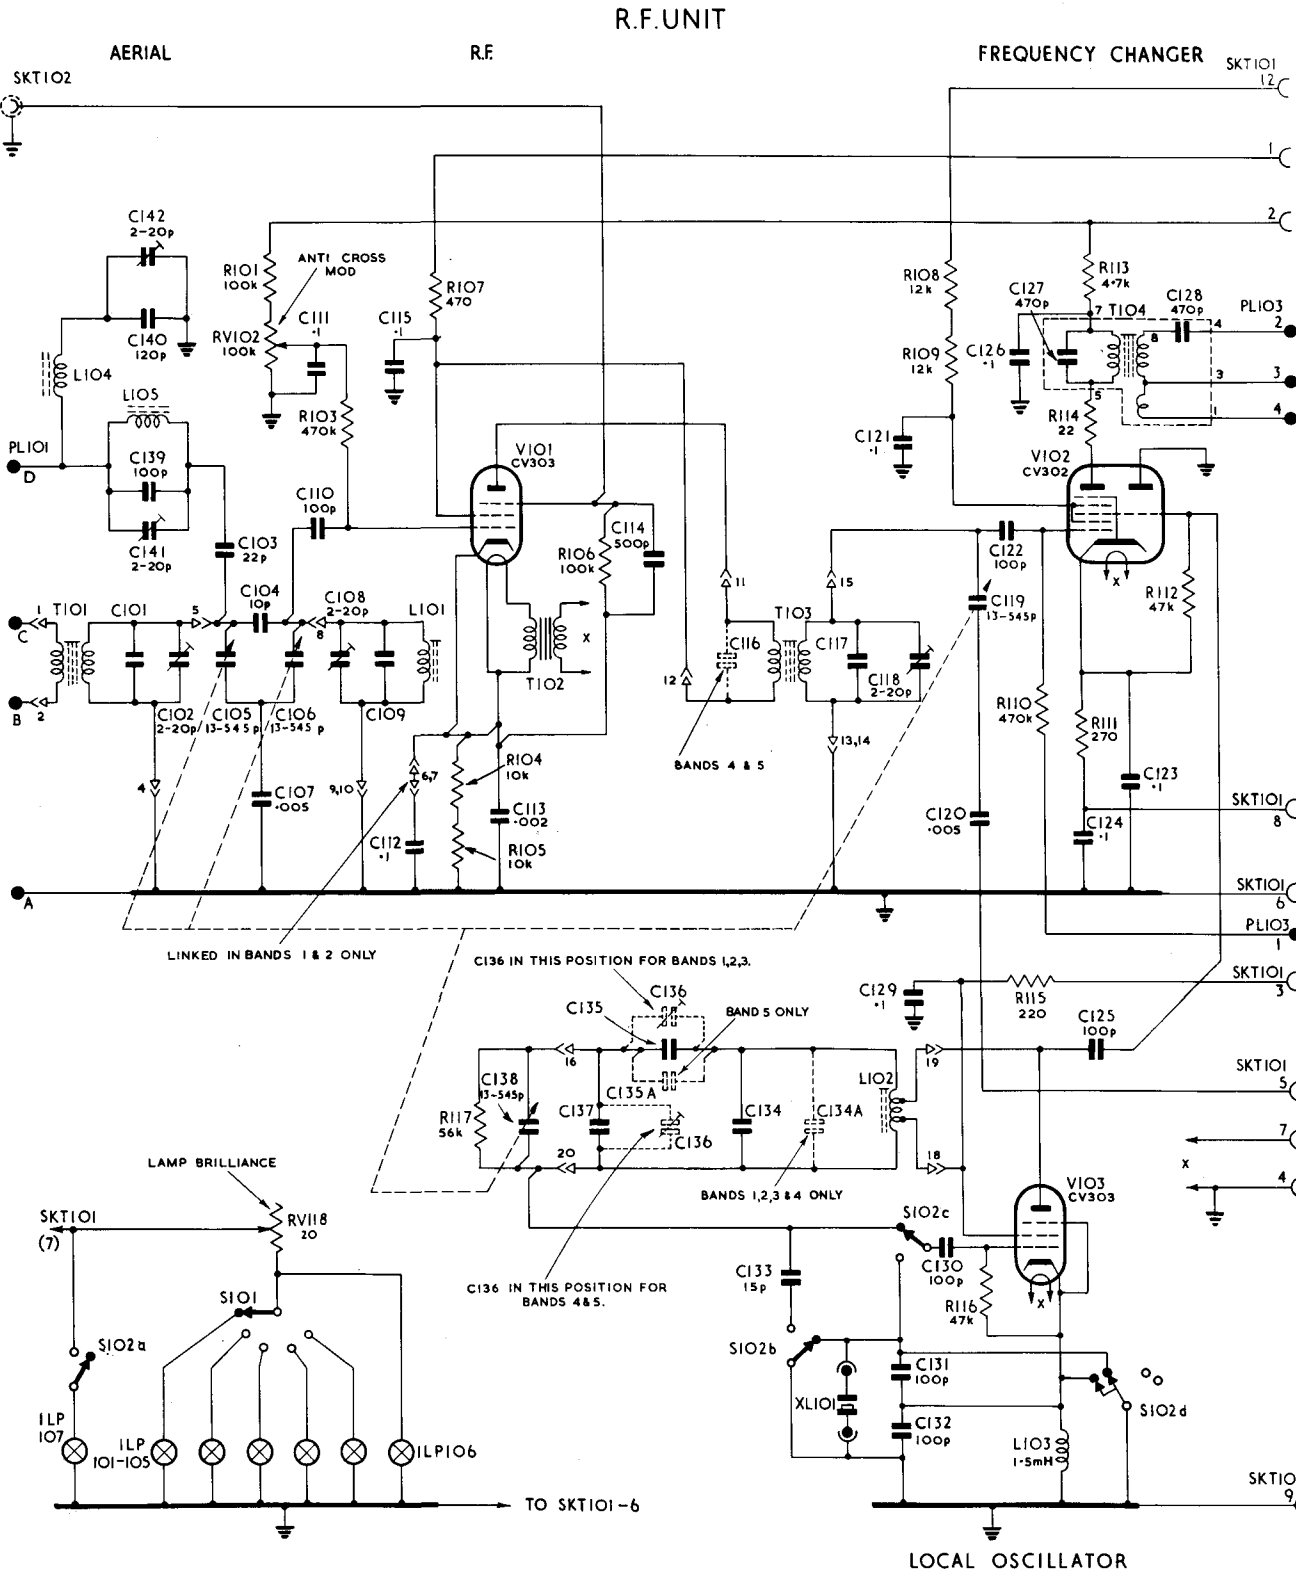 R.F. UNIT
AERIAL
R.F.
FREQUENCY CHANGER
SKT101
12
SKT102
1
2
C142
2-20p
R101
100k
ANTI CROSS
MOD
RV102
100k
C111
·1
C115
·1
R107
470
R108
12k
R109
12k
R113
4·7k
C127
470p
7
T104
C128
470p
PL103
2
4
8
3
3
1
4
5
C126
·1
C140
120p
L104
L105
R103
470k
R114
22
C121
·1
PL101
D
C139
100p
C141
2-20p
V101
CV303
V102
CV302
C110
100p
C114
500p
R106
100k
C103
22p
C104
10p
C122
100p
X
R112
47k
11
15
C119
13-545p
C
1
T101
C101
5
C108
2-20p
8
L101
T102
X
C116
T103
C117
12
C118
2-20p
B
2
C102
2-20p
C105
13-545p
C106
13-545p
C109
R110
470k
R111
270
13,14
BANDS 4 & 5
R104
10k
6,7
4
C107
·005
9,10
C113
·002
C112
·1
R105
10k
C120
·005
C123
·1
C124
·1
SKT101
8
A
SKT101
6
PL103
1
LINKED IN BANDS 1 & 2 ONLY
C136 IN THIS POSITION FOR BANDS 1,2,3.
SKT101
3
C129
·1
R115
220
C125
100p
C136
C135
BAND 5 ONLY
16
19
C138
13-545p
C135A
L102
SKT101
5
R117
56k
C137
C136
C134
C134A
7
20
18
X
4
BANDS 1,2,3 & 4 ONLY
V103
CV303
LAMP BRILLIANCE
SKT101
(7)
RV118
20
S102c
C130
100p
C133
15p
C136 IN THIS POSITION FOR
BANDS 4&5.
R116
47k
X
S101
S102a
S102b
C131
100p
XL101
C132
100p
L103
1·5mH
S102d
ILP
107
ILP
101-105
ILP106
TO SKT101-6
SKT10
9
LOCAL OSCILLATOR